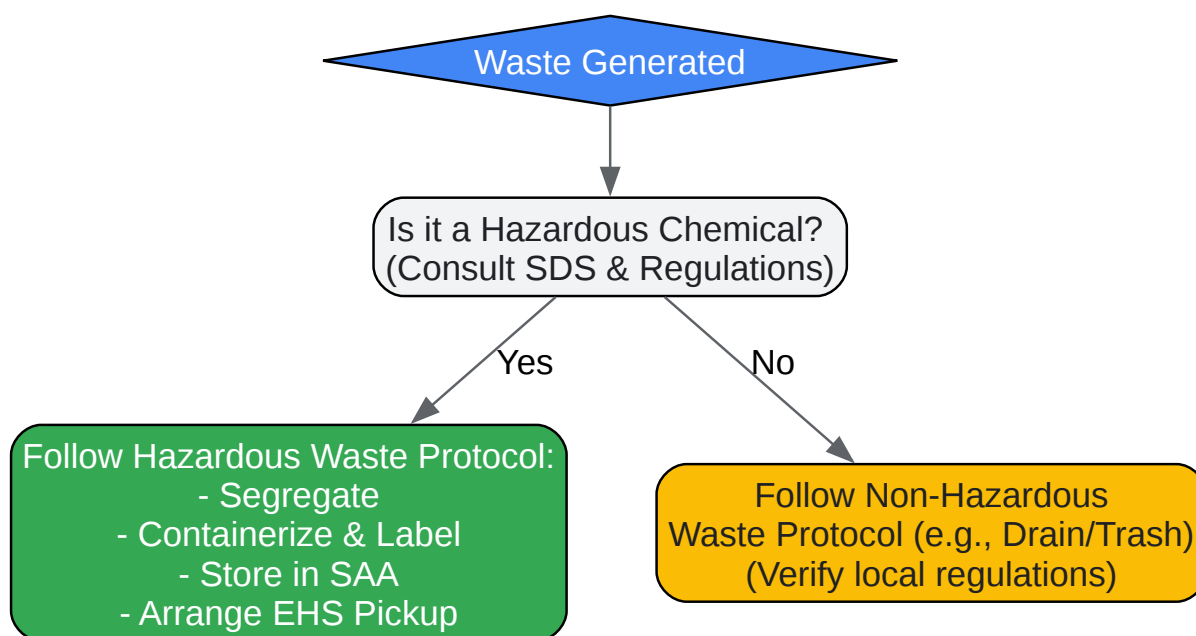 Waste Generated
Is it a Hazardous Chemical?
(Consult SDS & Regulations)
Yes
No
Follow Hazardous Waste Protocol:
- Segregate
- Containerize & Label
- Store in SAA
- Arrange EHS Pickup
Follow Non-Hazardous
Waste Protocol (e.g., Drain/Trash)
(Verify local regulations)